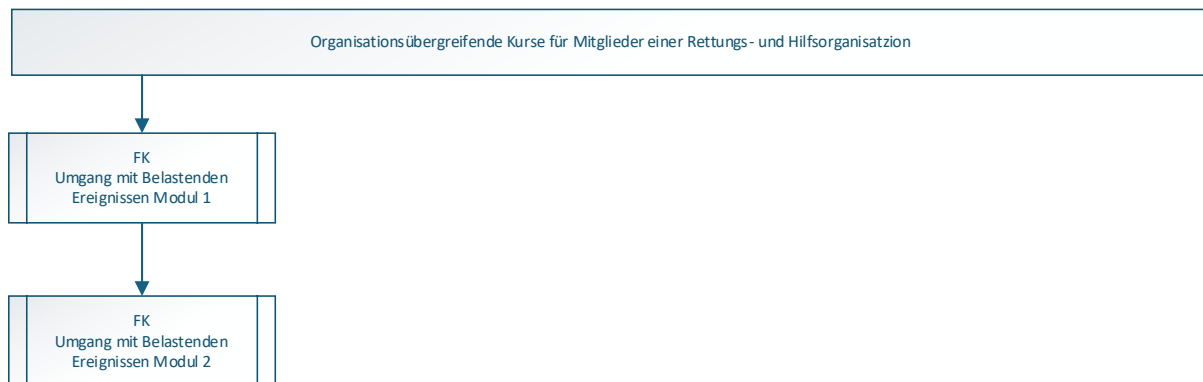 Organisationsübergreifende Kurse für Mitglieder einer Rettungs- und Hilfsorganisatzion
FK
Umgang mit Belastenden
Ereignissen Modul 1
FK
Umgang mit Belastenden
Ereignissen Modul 2